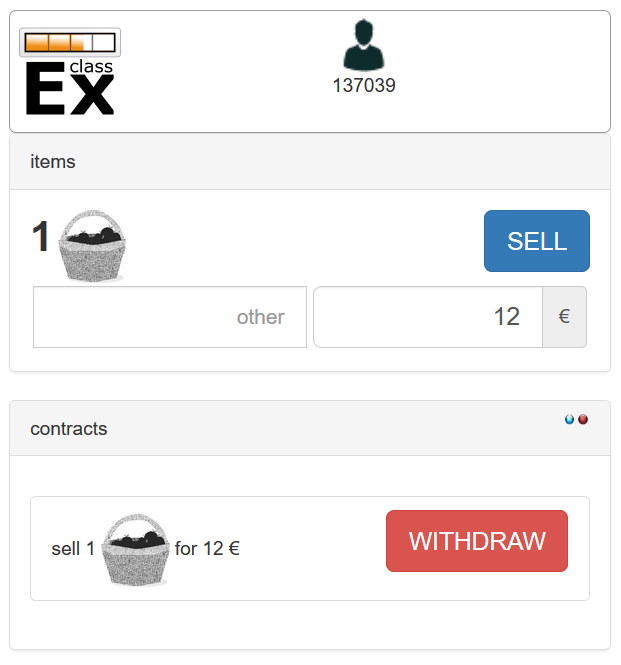 class
Ex
137039
items
1 SELL
other 12 €
contracts
sell 1 for 12 € WITHDRAW